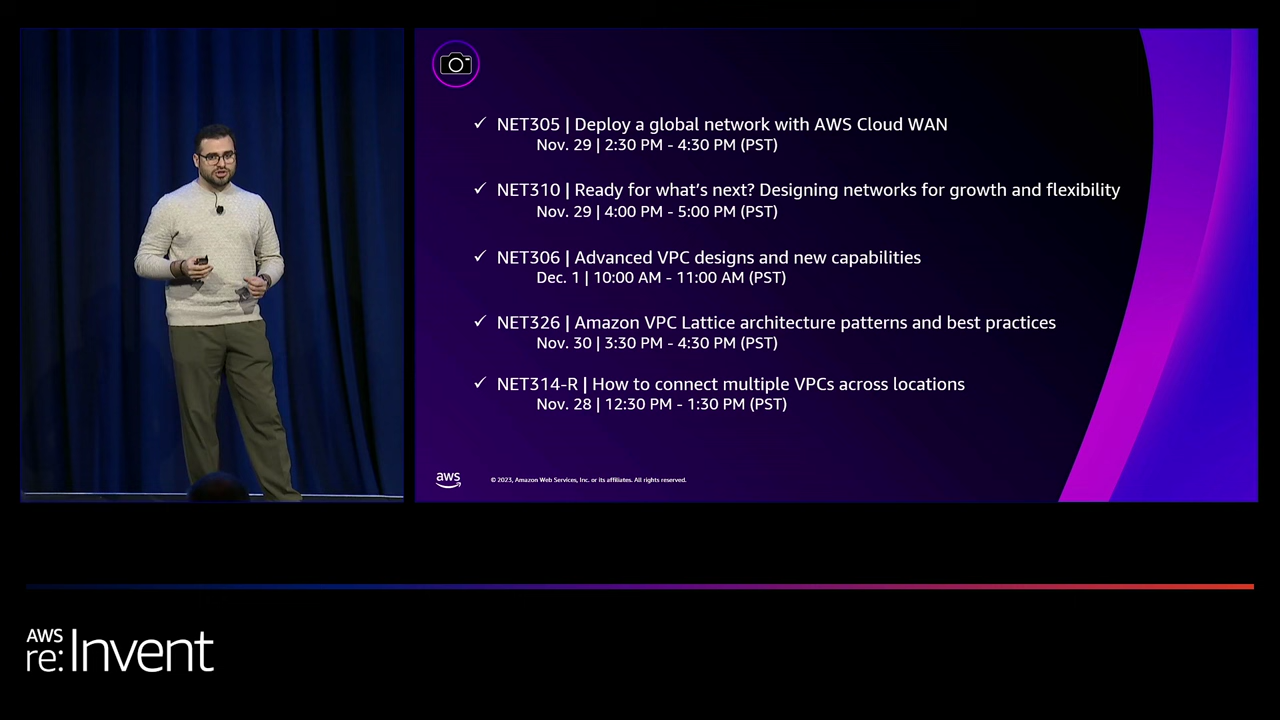 ✓ NET305 | Deploy a global network with AWS Cloud WAN
Nov. 29 | 2:30 PM - 4:30 PM (PST)
✓ NET310 | Ready for what's next? Designing networks for growth and flexibility
Nov. 29 | 4:00 PM - 5:00 PM (PST)
✓ NET306 | Advanced VPC designs and new capabilities
Dec. 1 | 10:00 AM - 11:00 AM (PST)
✓ NET326 | Amazon VPC Lattice architecture patterns and best practices
Nov. 30 | 3:30 PM - 4:30 PM (PST)
✓ NET314-R | How to connect multiple VPCs across locations
Nov. 28 | 12:30 PM - 1:30 PM (PST)
aws
© 2023, Amazon Web Services, Inc. or its affiliates. All rights reserved.
AWS
re:Invent